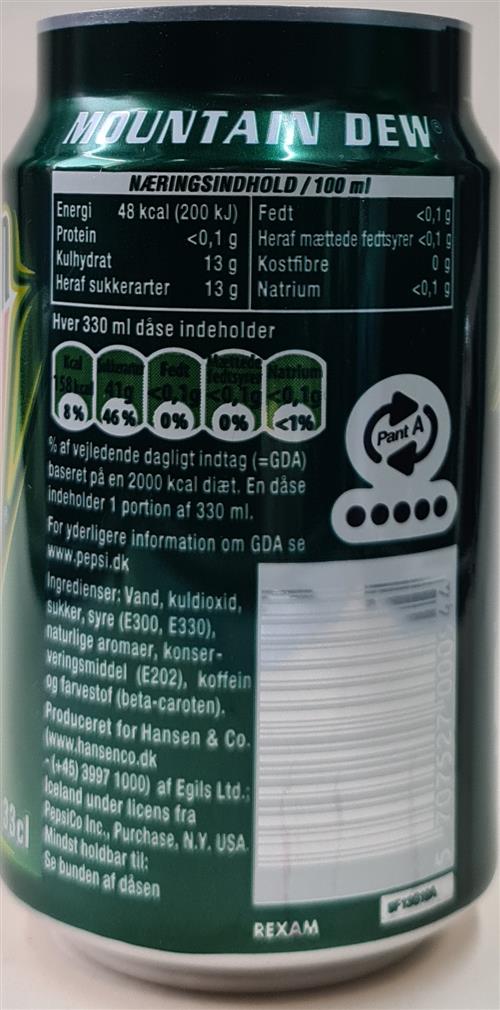 MOUNTAIN DEW®
NÆRINGSINDHOLD / 100 ml
Energi 48 kcal (200 kJ)
Protein <0,1 g
Kulhydrat 13 g
Heraf sukkerarter 13 g
Fedt <0,1 g
Heraf mættede fedtsyrer <0,1 g
Kostfibre 0 g
Natrium <0,1 g
Hver 330 ml dåse indeholder
Kcal 158 kcal 8%
Sukkerarter 41g 46%
Fedt <0,1g 0%
Mættede fedtsyrer <0,1g 0%
Natrium <0,1g <1%
% af vejledende dagligt indtag (=GDA)
baseret på en 2000 kcal diæt. En dåse
indeholder 1 portion af 330 ml.
For yderligere information om GDA se
www.pepsi.dk
Pant A
Ingredienser: Vand, kuldioxid,
sukker, syre (E300, E330),
naturlige aromaer, konser-
veringsmiddel (E202), koffein
og farvestof (beta-caroten).
Produceret for Hansen & Co.
(www.hansenco.dk
- (+45) 3997 1000) af Egils Ltd.;
Iceland under licens fra
PepsiCo Inc., Purchase, N.Y. USA.
Mindst holdbar til:
Se bunden af dåsen
33cl
REXAM